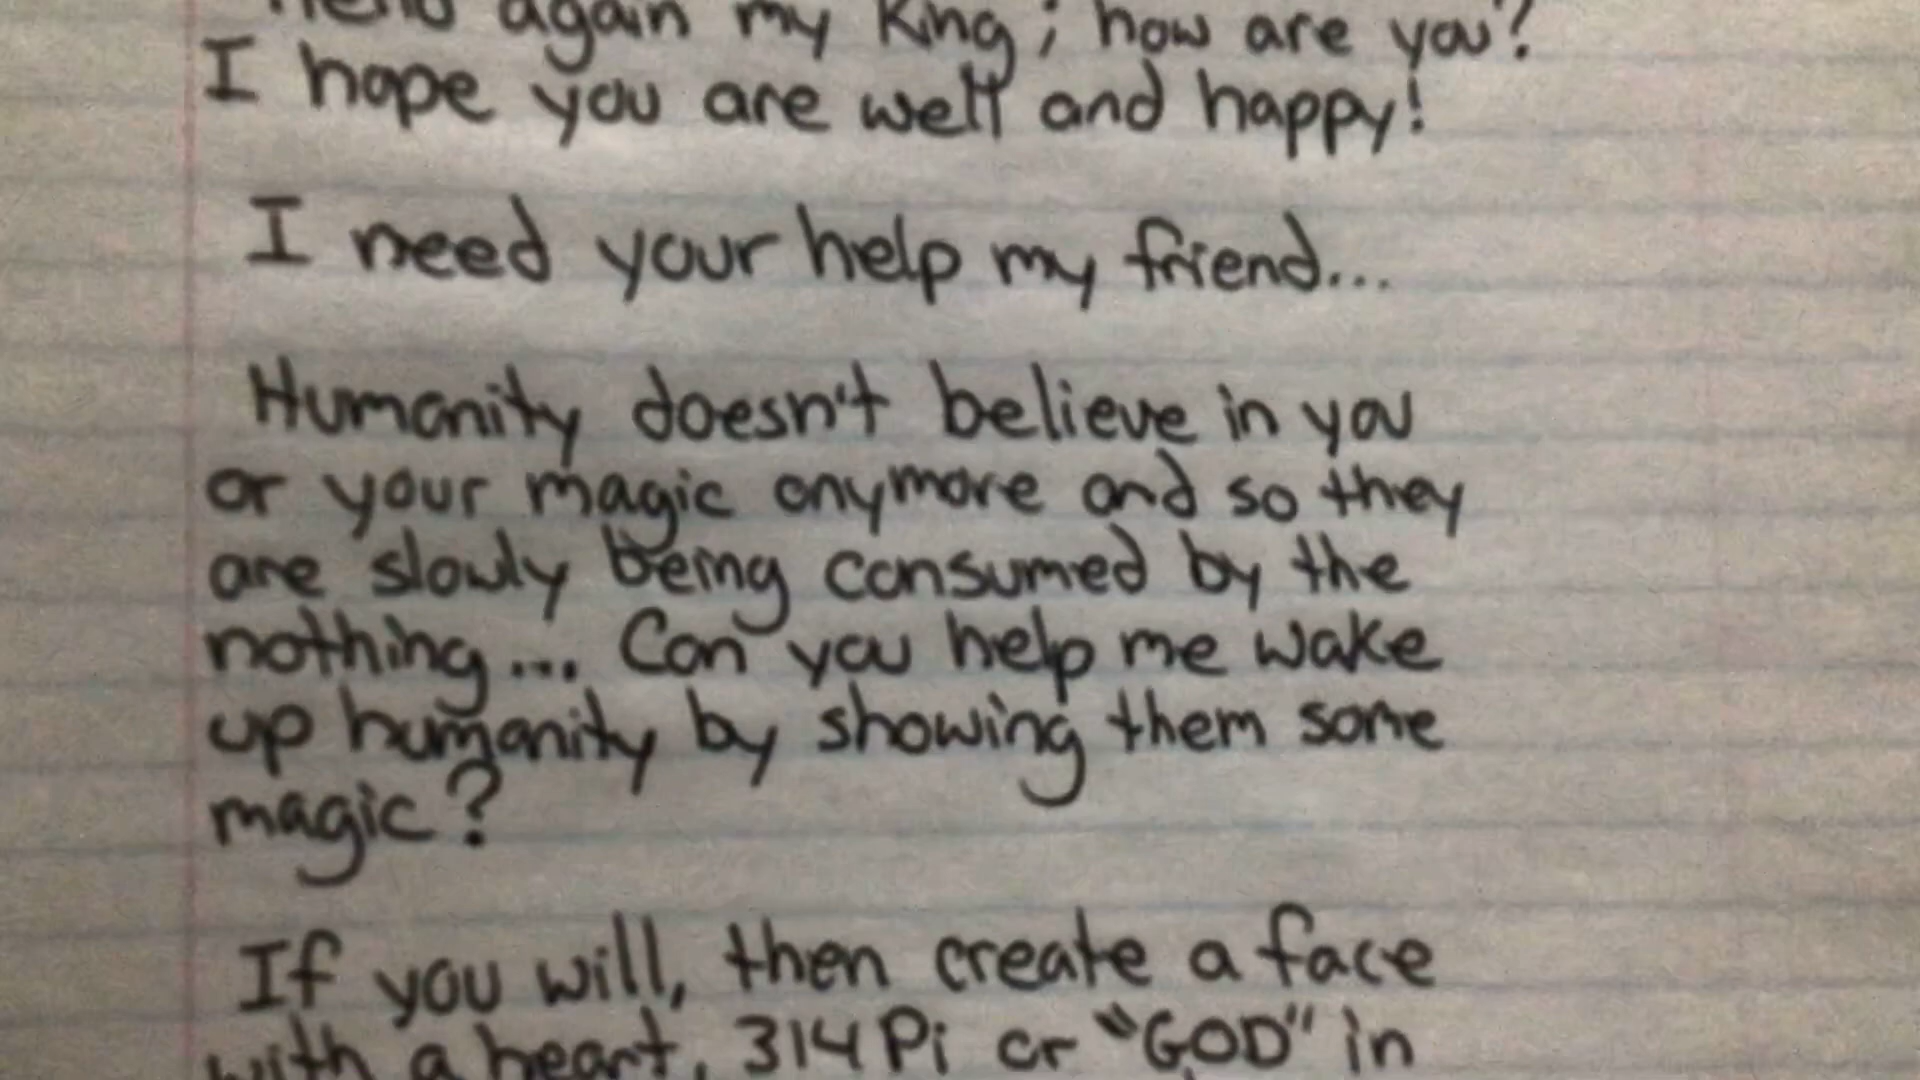 Hello again my King; how are you?
I hope you are well and happy!
I need your help my friend...
Humanity doesn't believe in you
or your magic anymore and so they
are slowly being consumed by the
nothing... Can you help me wake
up humanity by showing them some
magic?
If you will, then create a face
with a heart, 314 Pi or "GOD" in